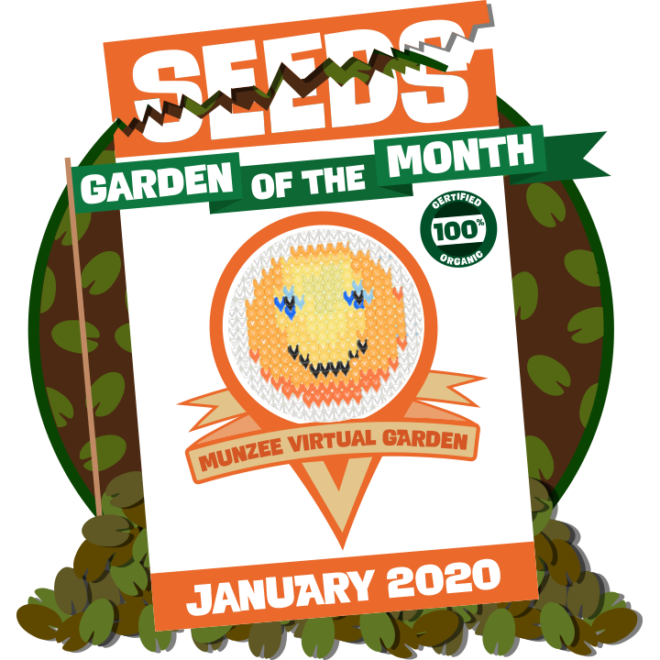 SEEDS
GARDEN OF THE MONTH
CERTIFIED
100%
ORGANIC
MUNZEE VIRTUAL GARDEN
JANUARY 2020